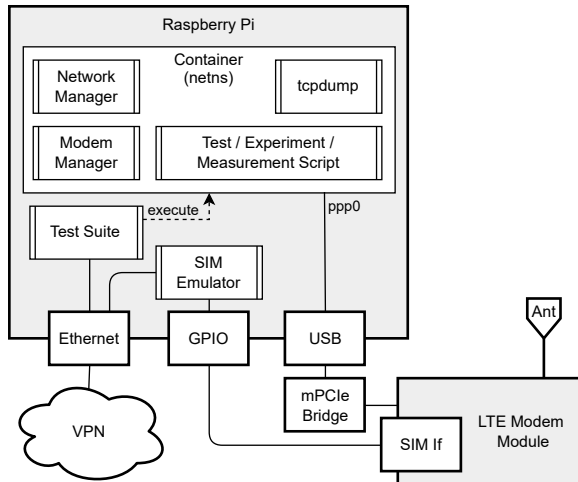 Raspberry Pi
Container
(netns)
Network
Manager
tcpdump
Modem
Manager
Test / Experiment /
Measurement Script
execute
ppp0
Test Suite
SIM
Emulator
Ethernet
GPIO
USB
Ant
VPN
mPCIe
Bridge
SIM If
LTE Modem
Module